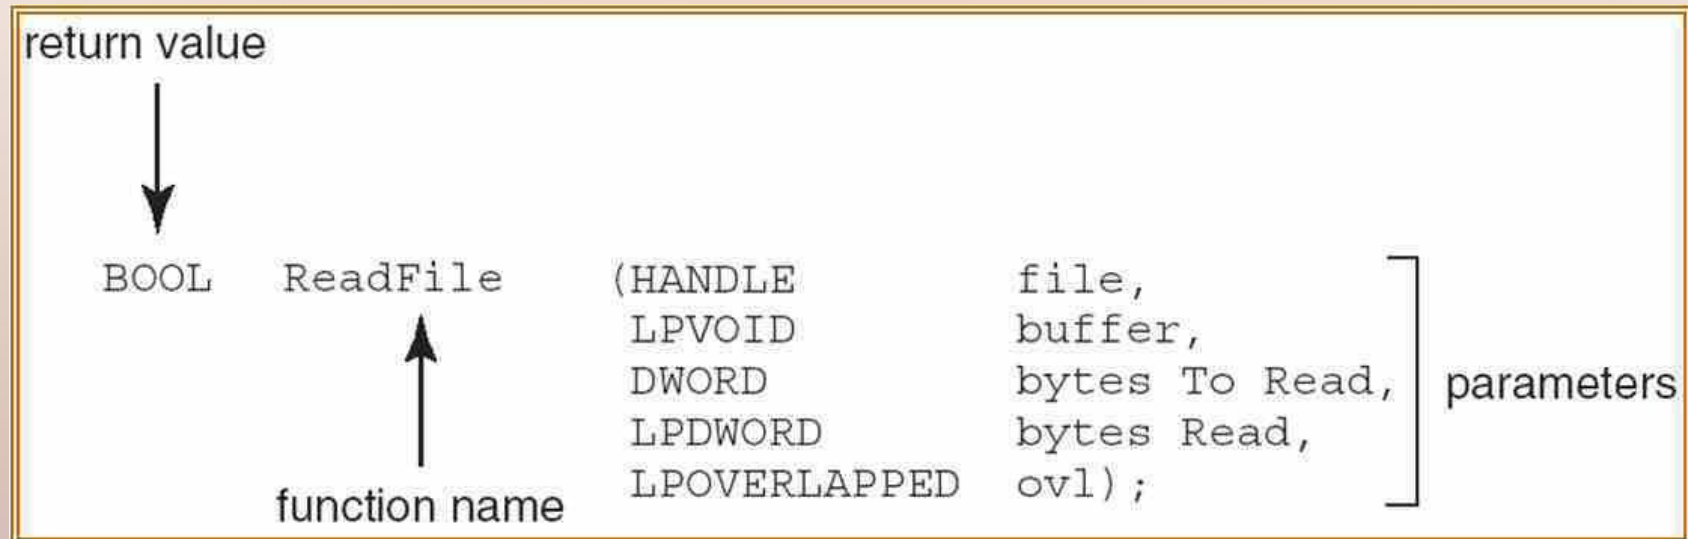 return value
BOOL ReadFile (HANDLE file,
LPVOID buffer,
DWORD bytes To Read,
LPDWORD bytes Read,
LPOVERLAPPED ovl);
parameters
function name